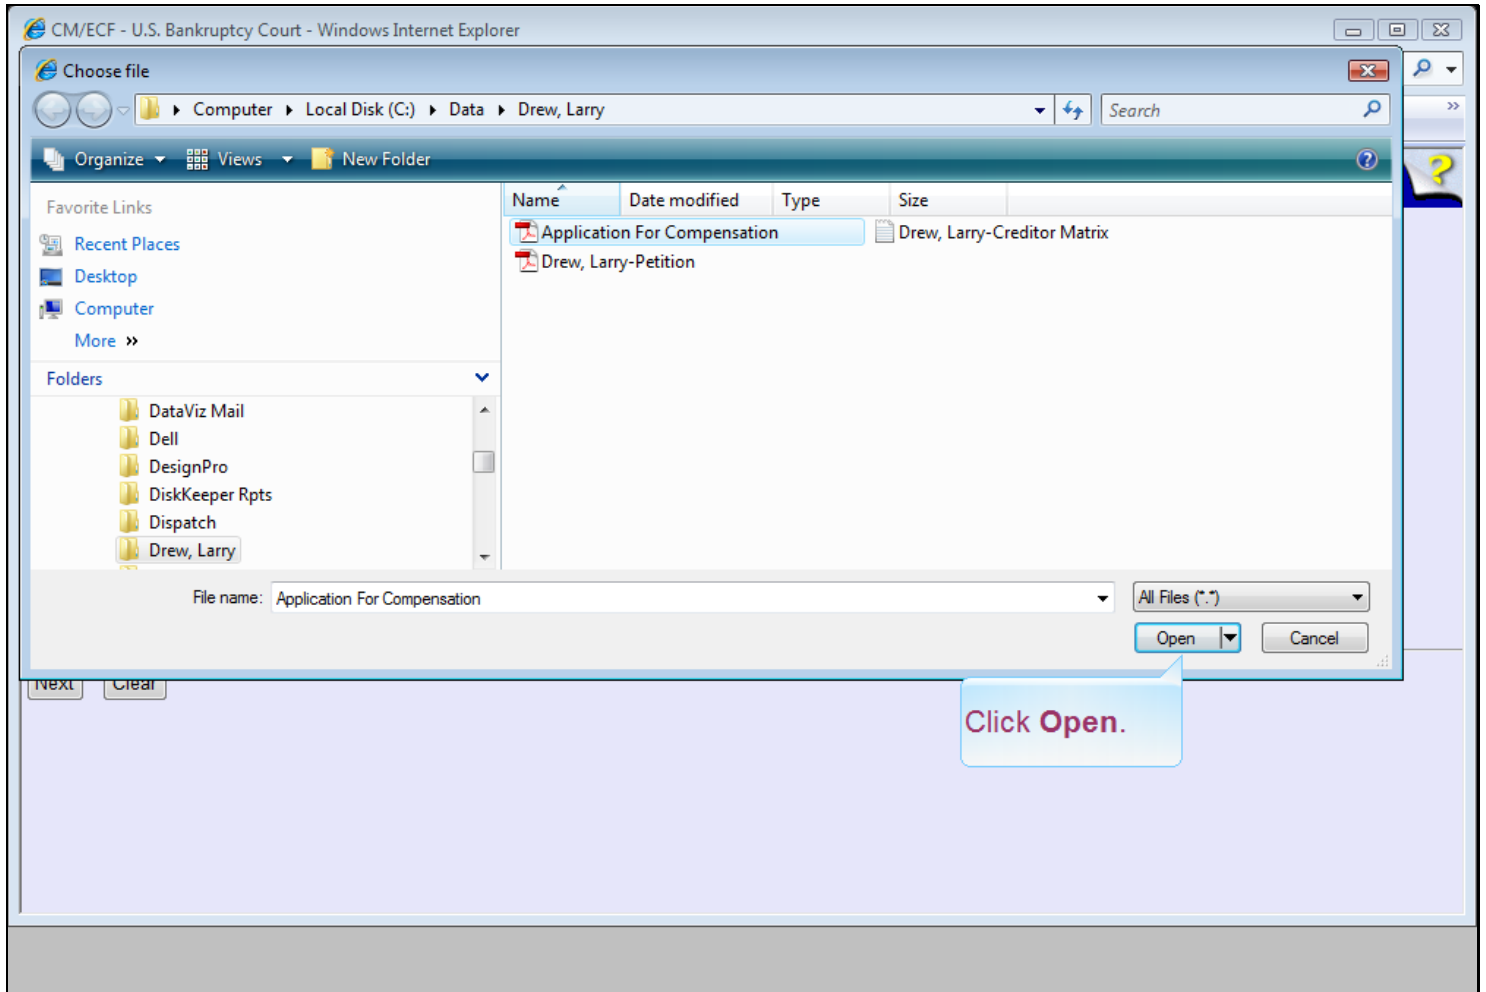 CM/ECF - U.S. Bankruptcy Court - Windows Internet Explorer
Choose file
Computer Local Disk (C:) Data Drew, Larry Search
Organize Views New Folder
Favorite Links
Recent Places
Desktop
Computer
More »
Folders
DataViz Mail
Dell
DesignPro
DiskKeeper Rpts
Dispatch
Drew, Larry
Name Date modified Type Size
Application For Compensation Drew, Larry-Creditor Matrix
Drew, Larry-Petition
File name: Application For Compensation All Files (*.*)
Open Cancel
Next Clear
Click Open.